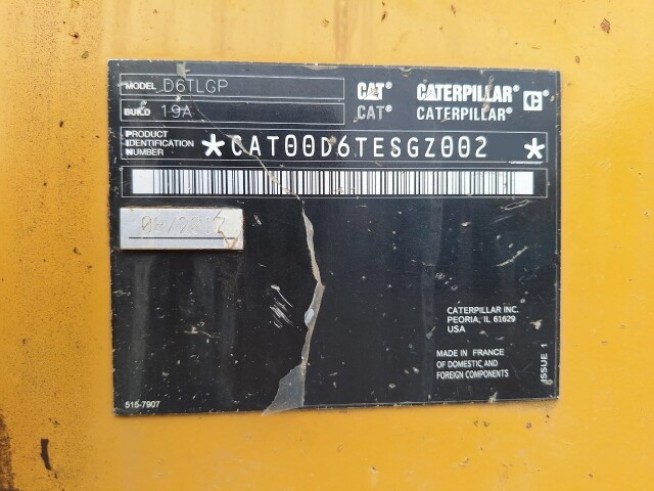 MODEL D6TLGP
CAT® CATERPILLAR®
BUILD 19A
CAT® CATERPILLAR®
PRODUCT
IDENTIFICATION
NUMBER
*CAT00D6TESGZ002 *
CATERPILLAR INC.
PEORIA, IL 61629
USA
MADE IN FRANCE
OF DOMESTIC AND
FOREIGN COMPONENTS
ISSUE 1
515-7907